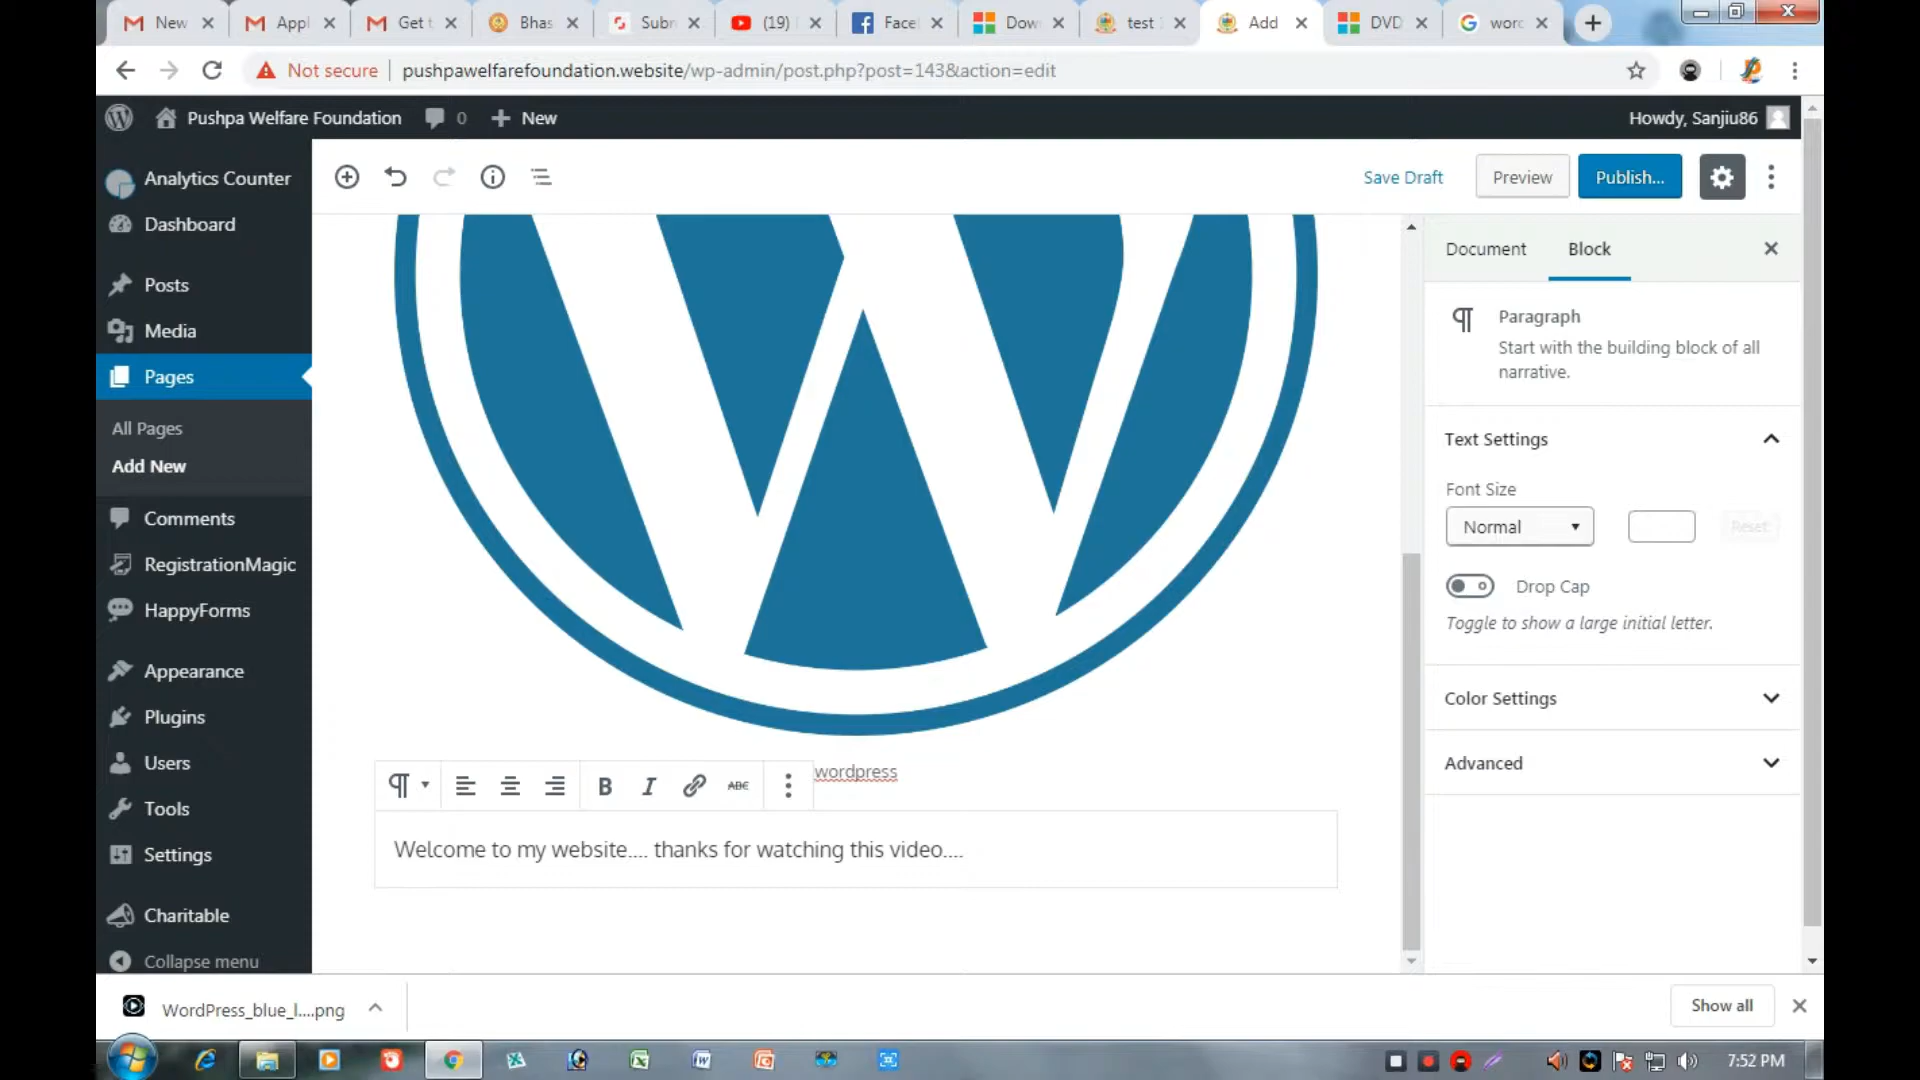 New
Appl
Get t
Bhas
Subr
(19)
Face
Dow
test
Add
DVD
worc
Not secure
pushpawelfarefoundation.website/wp-admin/post.php?post=143&action=edit
Pushpa Welfare Foundation
0
New
Howdy, Sanjiu86
Analytics Counter
Dashboard
Posts
Media
Pages
All Pages
Add New
Comments
RegistrationMagic
HappyForms
Appearance
Plugins
Users
Tools
Settings
Charitable
Collapse menu
Save Draft
Preview
Publish...
Document
Block
Paragraph
Start with the building block of all
narrative.
Text Settings
Font Size
Normal
Reset
Drop Cap
Toggle to show a large initial letter.
Color Settings
Advanced
B
I
ABC
wordpress
Welcome to my website.... thanks for watching this video....
WordPress_blue_l....png
Show all
7:52 PM